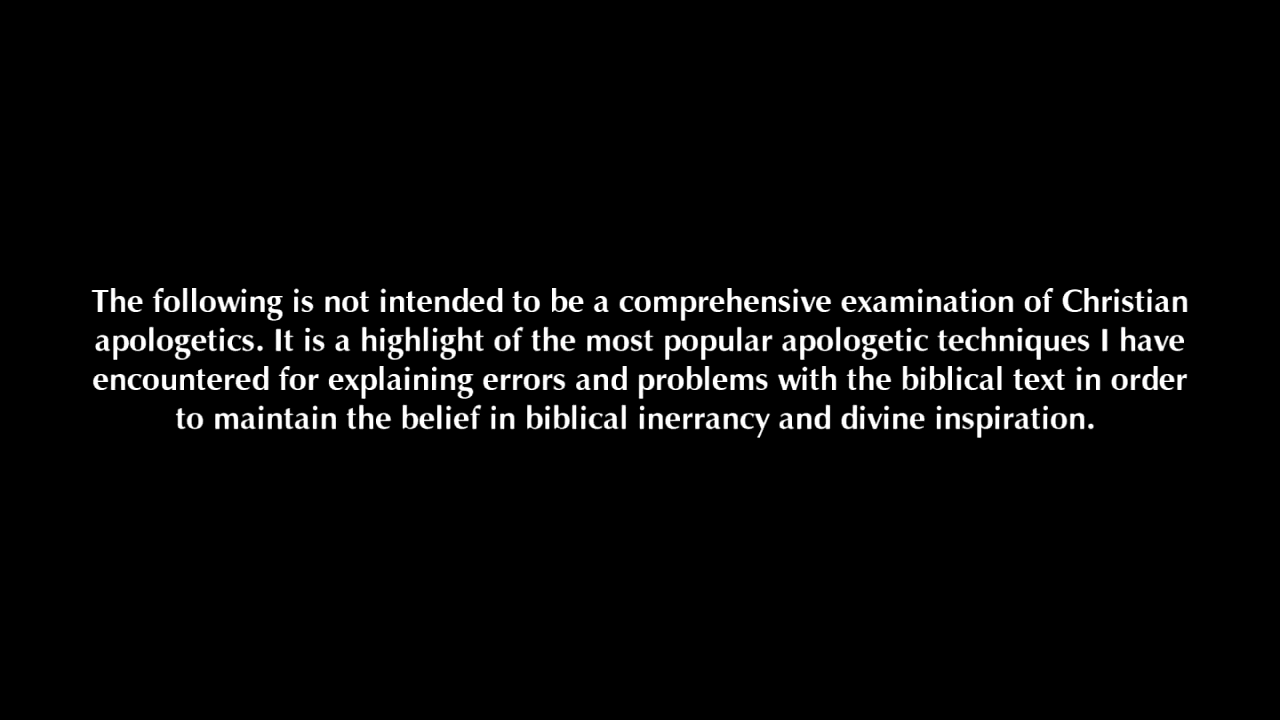 The following is not intended to be a comprehensive examination of Christian
apologetics. It is a highlight of the most popular apologetic techniques I have
encountered for explaining errors and problems with the biblical text in order
to maintain the belief in biblical inerrancy and divine inspiration.